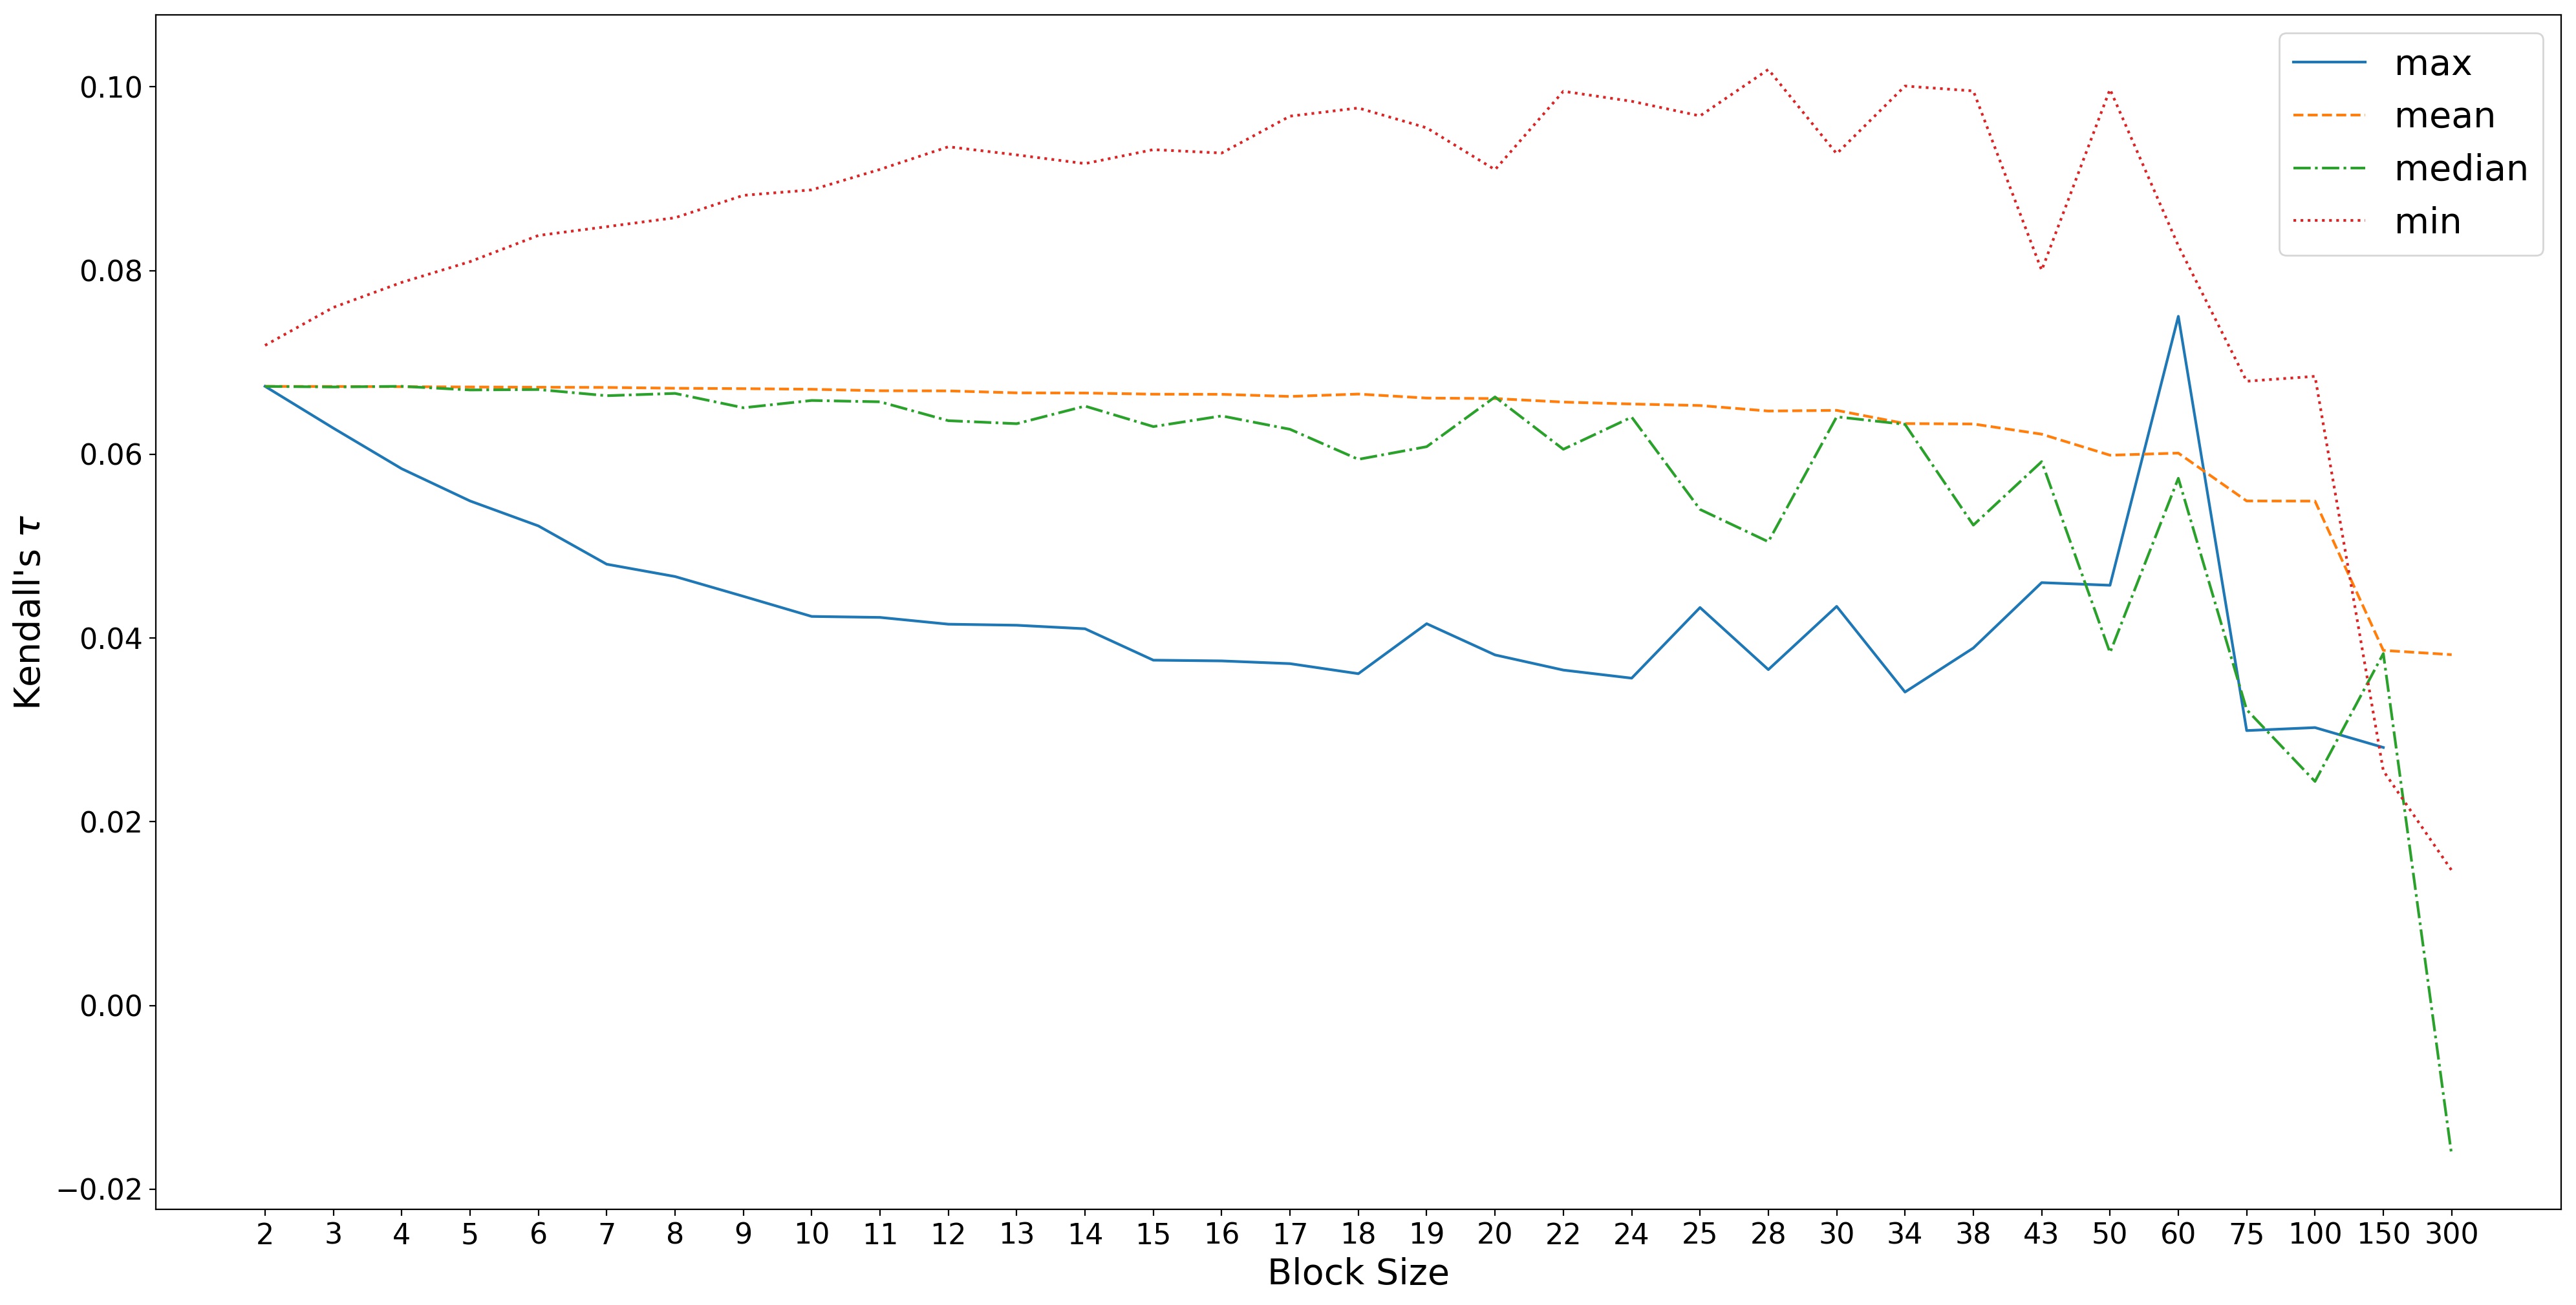 max
mean
median
min
0.10
0.08
0.06
0.04
0.02
0.00
−0.02
Kendall's τ
2 3 4 5 6 7 8 9 10 11 12 13 14 15 16 17 18 19 20 22 24 25 28 30 34 38 43 50 60 75 100 150 300
Block Size